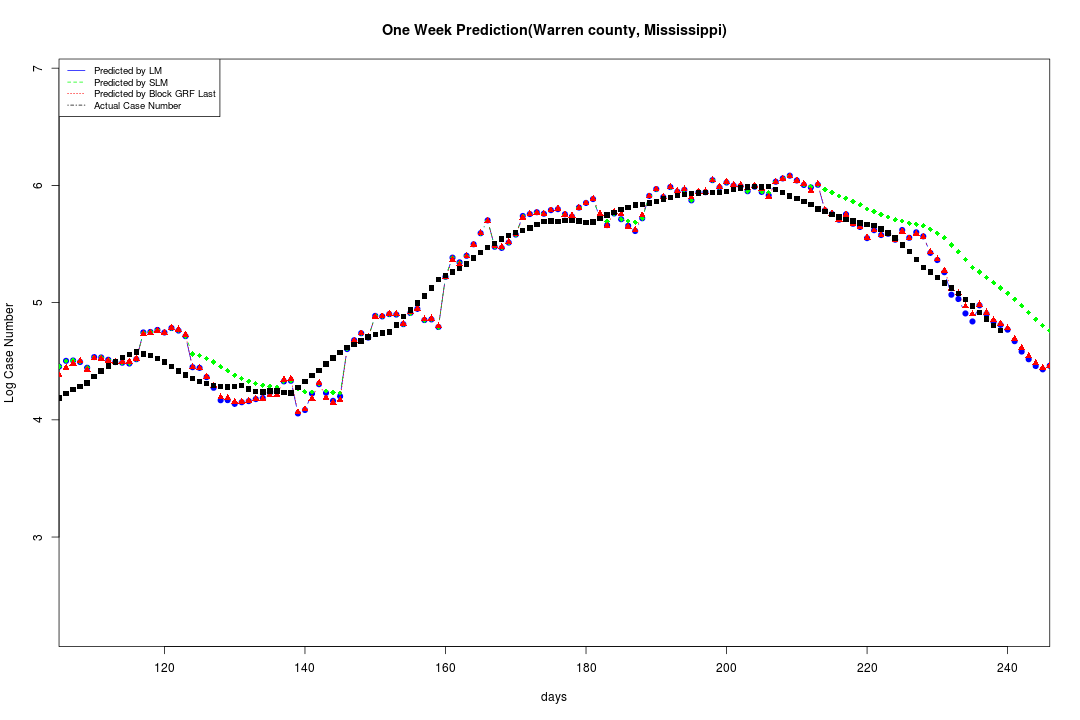 One Week Prediction(Warren county, Mississippi)
Predicted by LM
Predicted by SLM
Predicted by Block GRF Last
Actual Case Number
7
6
5
4
3
Log Case Number
120 140 160 180 200 220 240
days